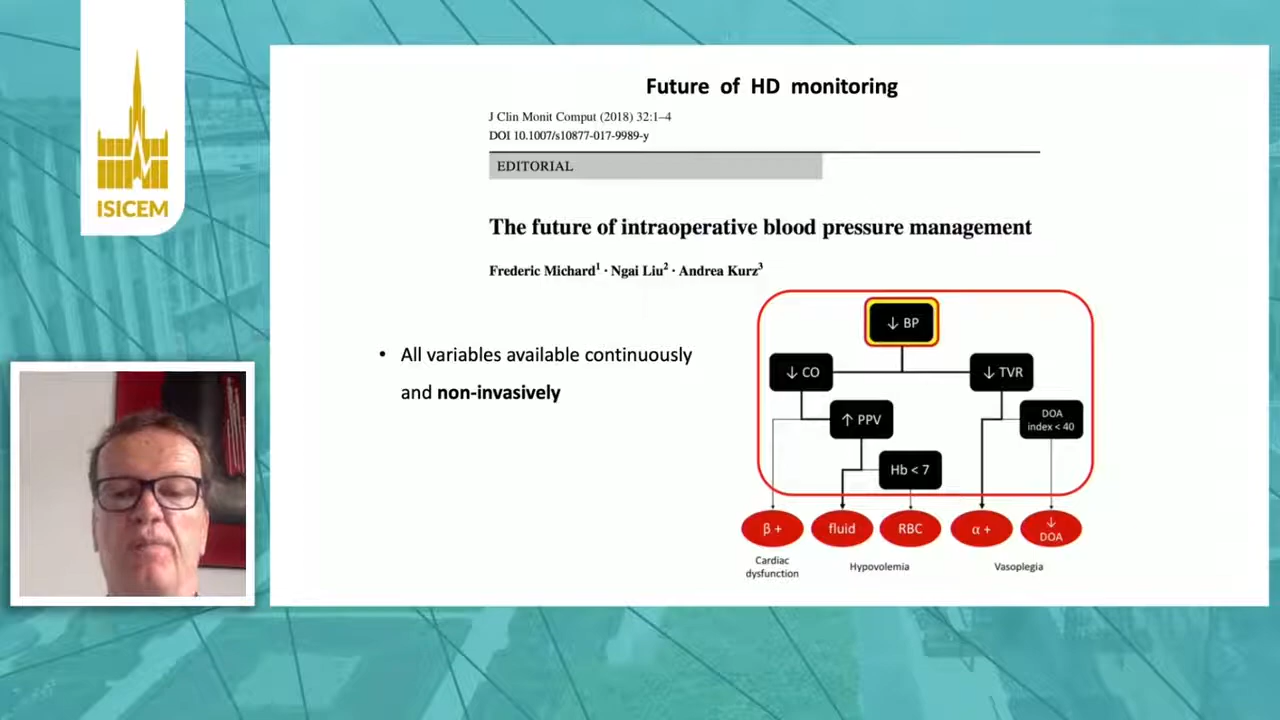 ISICEM
Future of HD monitoring
J Clin Monit Comput (2018) 32:1–4
DOI 10.1007/s10877-017-9989-y
EDITORIAL
The future of intraoperative blood pressure management
Frederic Michard1 · Ngai Liu2 · Andrea Kurz3
• All variables available continuously
and non-invasively
↓ BP
↓ CO
↓ TVR
↑ PPV
DOA
index < 40
Hb < 7
β +
fluid
RBC
α +
↓
DOA
Cardiac
dysfunction
Hypovolemia
Vasoplegia